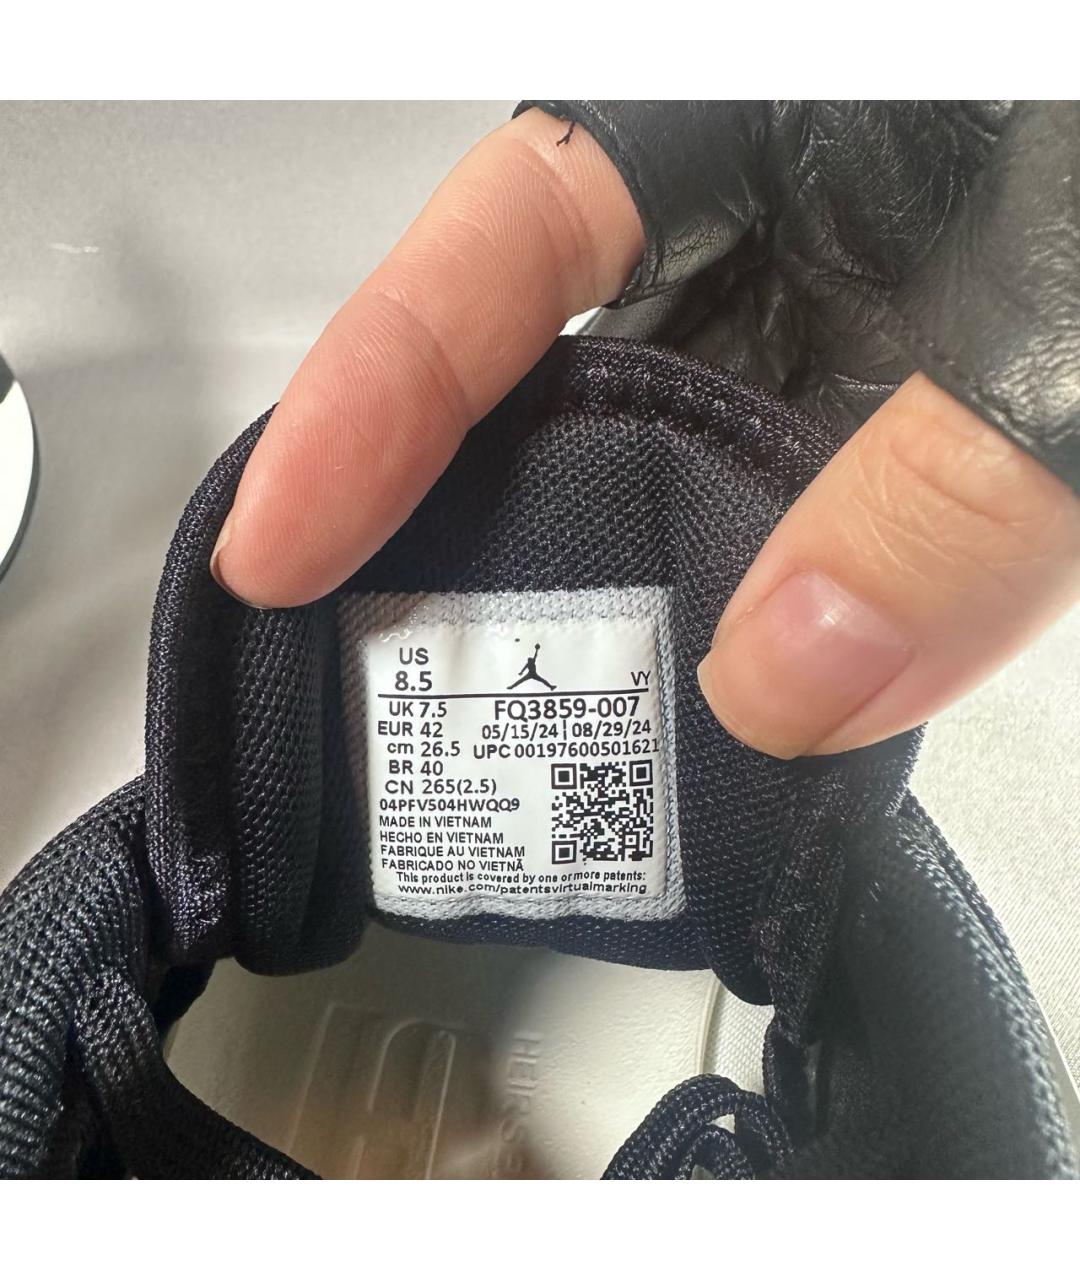 US
8.5
VY
UK 7.5
FQ3859-007
EUR 42
05/15/24 | 08/29/24
cm 26.5
UPC 00197600501621
BR 40
CN 265(2.5)
04PFV504HWQQ9
MADE IN VIETNAM
HECHO EN VIETNAM
FABRIQUE AU VIETNAM
FABRICADO NO VIETNÃ
This product is covered by one or more patents:
www.nike.com/patentsvirtualmarking